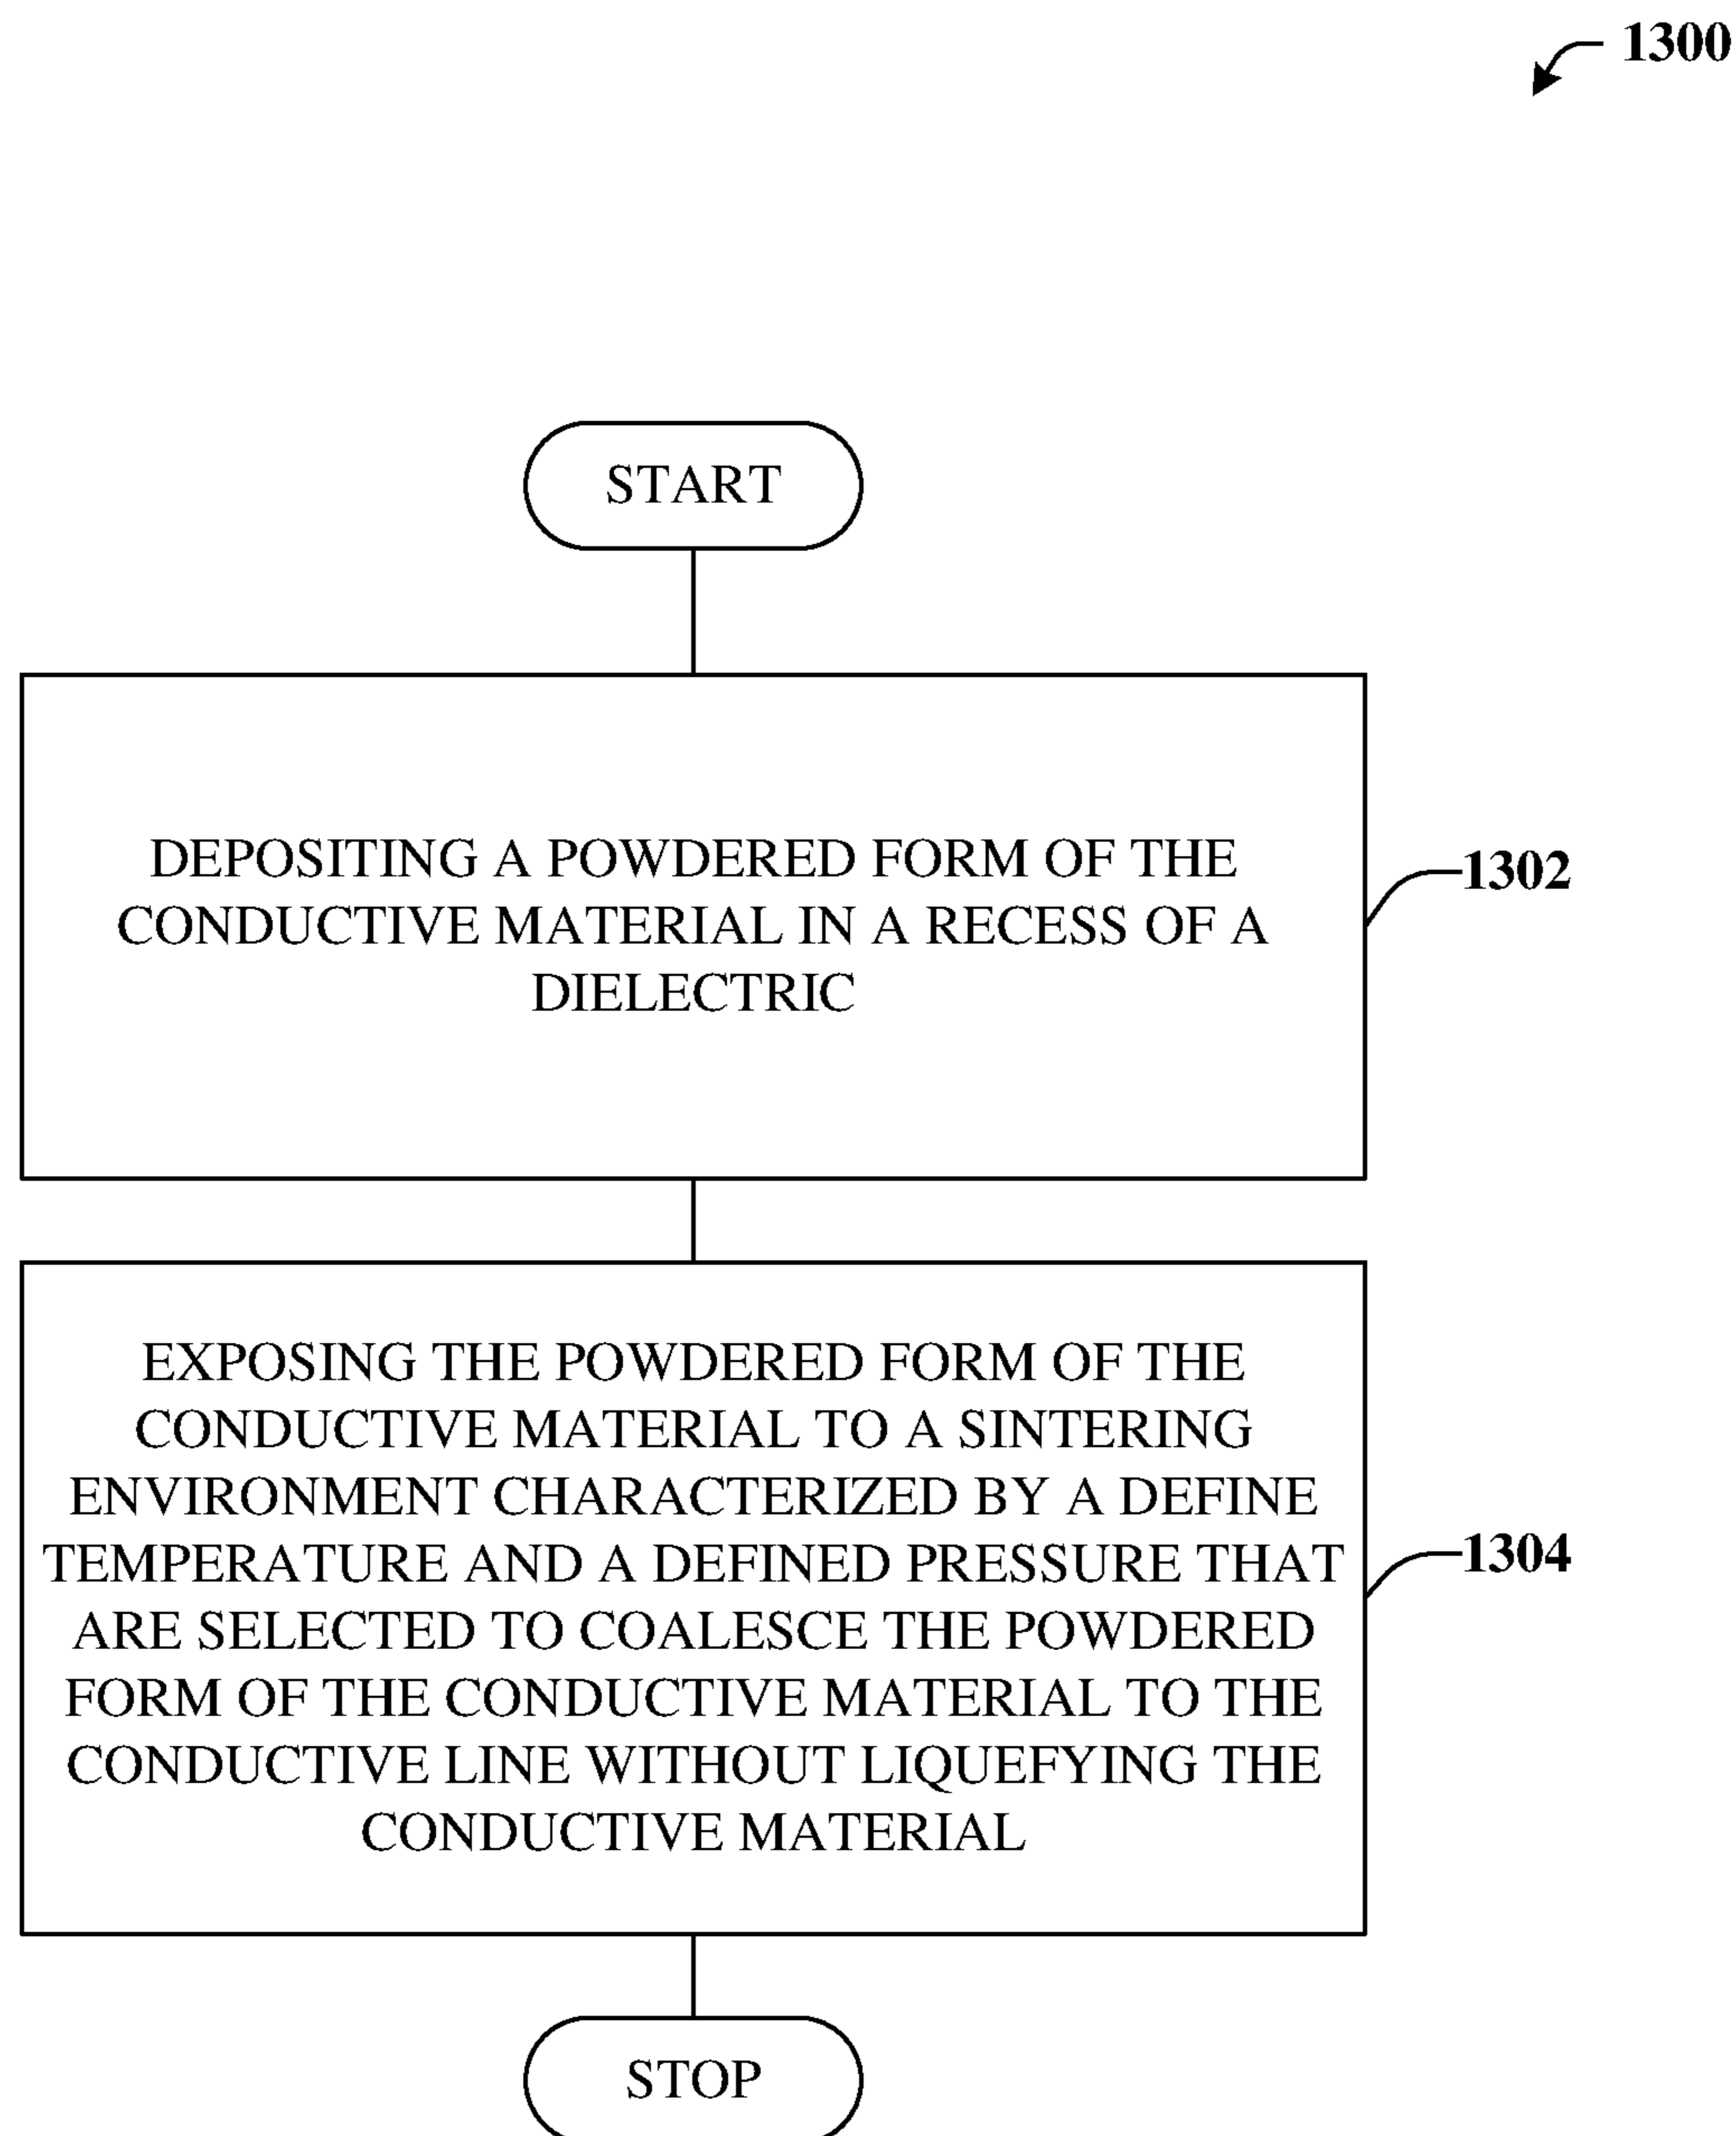 1300
START
DEPOSITING A POWDERED FORM OF THE
CONDUCTIVE MATERIAL IN A RECESS OF A
DIELECTRIC
1302
EXPOSING THE POWDERED FORM OF THE
CONDUCTIVE MATERIAL TO A SINTERING
ENVIRONMENT CHARACTERIZED BY A DEFINE
TEMPERATURE AND A DEFINED PRESSURE THAT
ARE SELECTED TO COALESCE THE POWDERED
FORM OF THE CONDUCTIVE MATERIAL TO THE
CONDUCTIVE LINE WITHOUT LIQUEFYING THE
CONDUCTIVE MATERIAL
1304
STOP